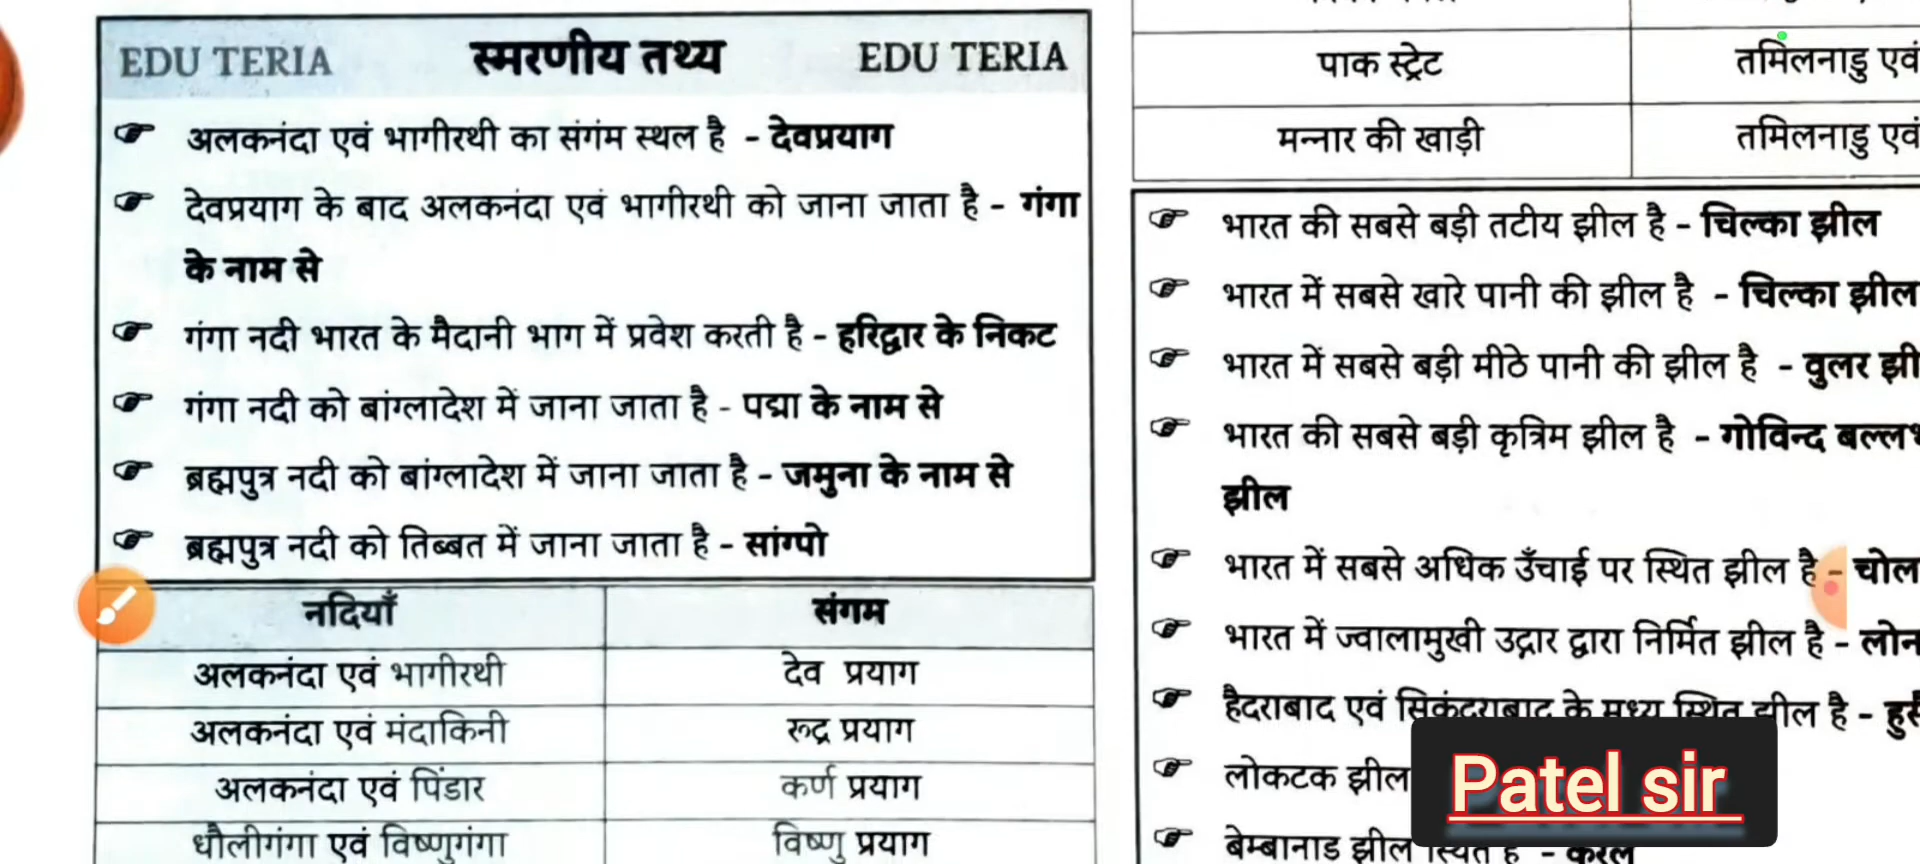 EDU TERIA स्मरणीय तथ्य EDU TERIA
अलकनंदा एवं भागीरथी का संगंम स्थल है - देवप्रयाग
देवप्रयाग के बाद अलकनंदा एवं भागीरथी को जाना जाता है - गंगा
के नाम से
गंगा नदी भारत के मैदानी भाग में प्रवेश करती है - हरिद्वार के निकट
गंगा नदी को बांग्लादेश में जाना जाता है - पद्मा के नाम से
ब्रह्मपुत्र नदी को बांग्लादेश में जाना जाता है - जमुना के नाम से
ब्रह्मपुत्र नदी को तिब्बत में जाना जाता है - सांग्पो
नदियाँ संगम
अलकनंदा एवं भागीरथी देव प्रयाग
अलकनंदा एवं मंदाकिनी रूद्र प्रयाग
अलकनंदा एवं पिंडार कर्ण प्रयाग
धौलीगंगा एवं विष्णुगंगा विष्णु प्रयाग
पाक स्ट्रेट तमिलनाडु एवं
मन्नार की खाड़ी तमिलनाडु एवं
भारत की सबसे बड़ी तटीय झील है - चिल्का झील
भारत में सबसे खारे पानी की झील है - चिल्का झील
भारत में सबसे बड़ी मीठे पानी की झील है - वुलर
भारत की सबसे बड़ी कृत्रिम झील है - गोविन्द
झील
भारत में सबसे अधिक उँचाई पर स्थित झील है -
भारत में ज्वालामुखी उद्गार द्वारा निर्मित झील है -
हैदराबाद एवं सिकंदराबाद के मध्य स्थित झील है -
लोकटक झील
बेम्बानाड झील स्थित है - केरल
Patel sir